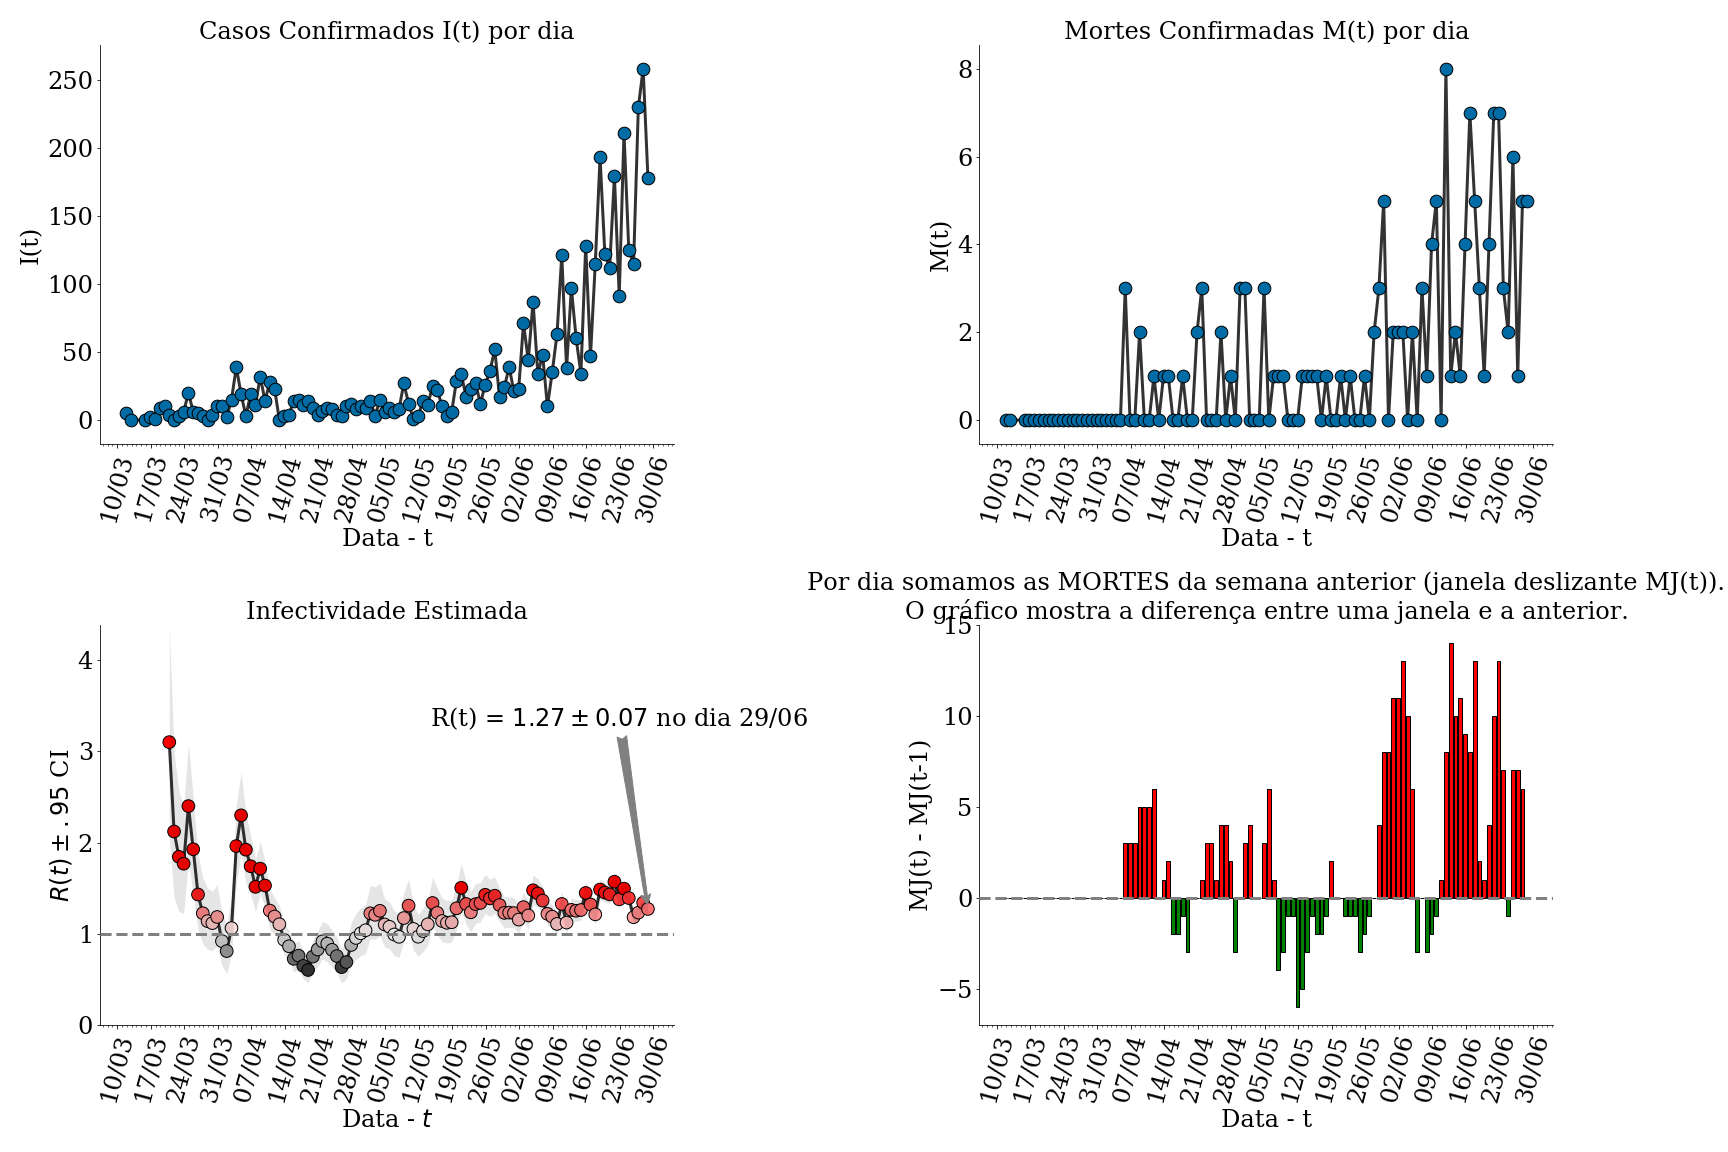 Casos Confirmados I(t) por dia
I(t)
250
200
150
100
50
0
10/03 17/03 24/03 31/03 07/04 14/04 21/04 28/04 05/05 12/05 19/05 26/05 02/06 09/06 16/06 23/06 30/06
Data - t
Mortes Confirmadas M(t) por dia
M(t)
8
6
4
2
0
10/03 17/03 24/03 31/03 07/04 14/04 21/04 28/04 05/05 12/05 19/05 26/05 02/06 09/06 16/06 23/06 30/06
Data - t
Infectividade Estimada
R(t) ± .95 CI
4
3
2
1
0
R(t) = 1.27 ± 0.07 no dia 29/06
10/03 17/03 24/03 31/03 07/04 14/04 21/04 28/04 05/05 12/05 19/05 26/05 02/06 09/06 16/06 23/06 30/06
Data - t
Por dia somamos as MORTES da semana anterior (janela deslizante MJ(t)).
O gráfico mostra a diferença entre uma janela e a anterior.
MJ(t) - MJ(t-1)
15
10
5
0
−5
10/03 17/03 24/03 31/03 07/04 14/04 21/04 28/04 05/05 12/05 19/05 26/05 02/06 09/06 16/06 23/06 30/06
Data - t